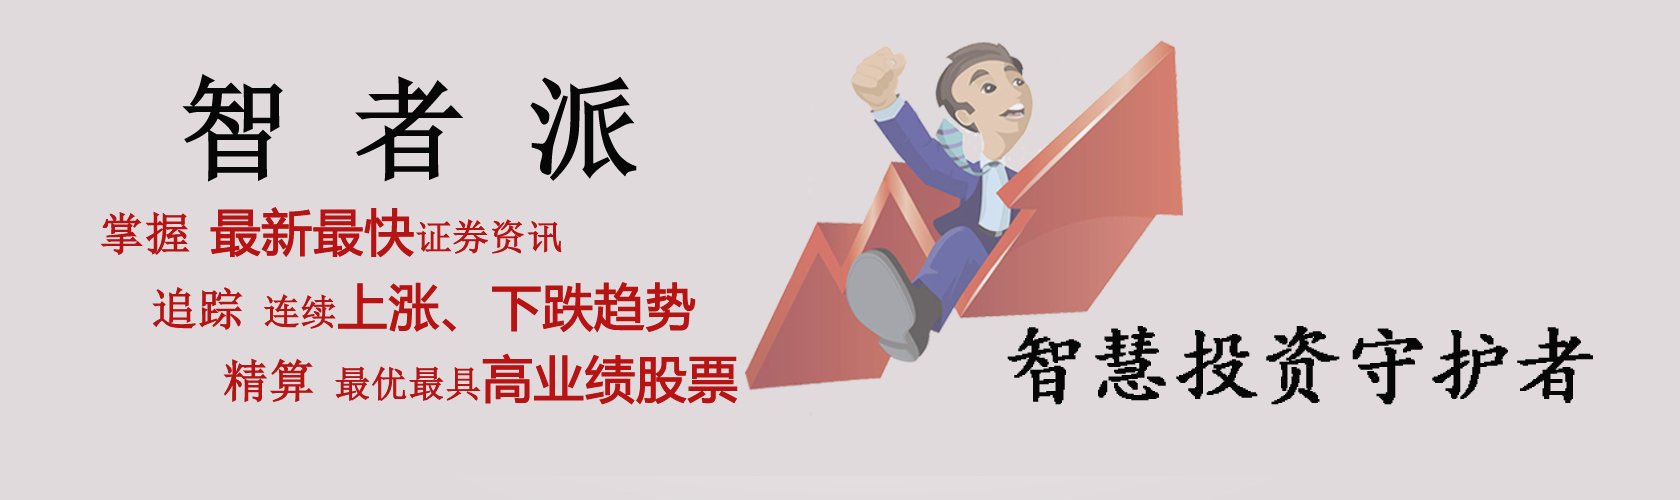 智者派
掌握 最新最快证券资讯
追踪 连续上涨、下跌趋势
精算 最优最具高业绩股票
智慧投资守护者